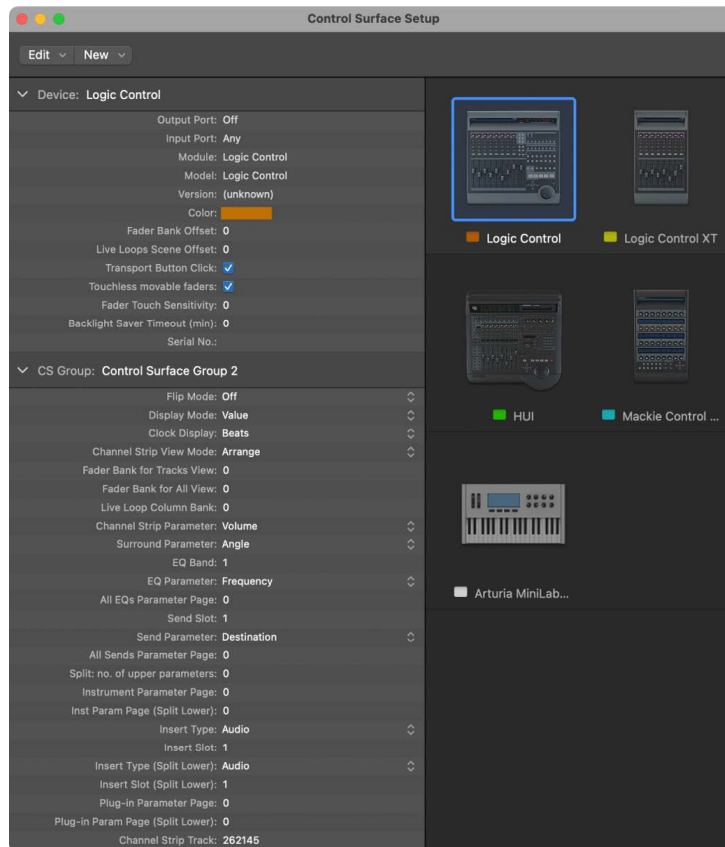 Control Surface Setup
Edit New
Device: Logic Control
Output Port: Off
Input Port: Any
Module: Logic Control
Model: Logic Control
Version: (unknown)
Color:
Fader Bank Offset: 0
Live Loops Scene Offset: 0
Transport Button Click:
Touchless movable faders:
Fader Touch Sensitivity: 0
Backlight Saver Timeout (min): 0
Serial No.:
CS Group: Control Surface Group 2
Flip Mode: Off
Display Mode: Value
Clock Display: Beats
Channel Strip View Mode: Arrange
Fader Bank for Tracks View: 0
Fader Bank for All View: 0
Live Loop Column Bank: 0
Channel Strip Parameter: Volume
Surround Parameter: Angle
EQ Band: 1
EQ Parameter: Frequency
All EQs Parameter Page: 0
Send Slot: 1
Send Parameter: Destination
All Sends Parameter Page: 0
Split: no. of upper parameters: 0
Instrument Parameter Page: 0
Inst Param Page (Split Lower): 0
Insert Type: Audio
Insert Slot: 1
Insert Type (Split Lower): Audio
Insert Slot (Split Lower): 1
Plug-in Parameter Page: 0
Plug-in Param Page (Split Lower): 0
Channel Strip Track: 262145
Logic Control
Logic Control XT
HUI
Mackie Control ...
Arturia MiniLab...